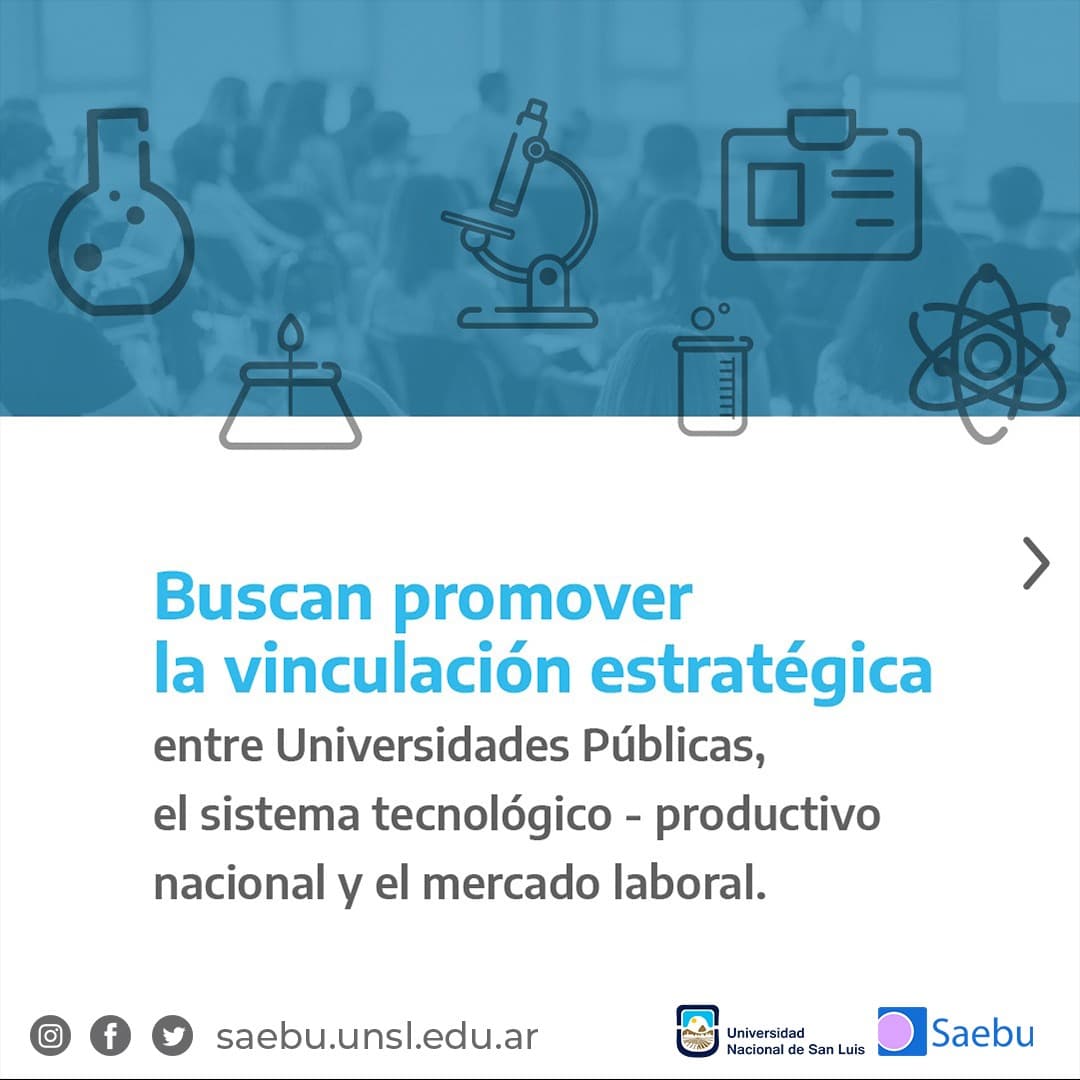 Buscan promover
la vinculación estratégica
entre Universidades Públicas,
el sistema tecnológico - productivo
nacional y el mercado laboral.
saebu.unsl.edu.ar
Universidad
Nacional de San Luis
Saebu